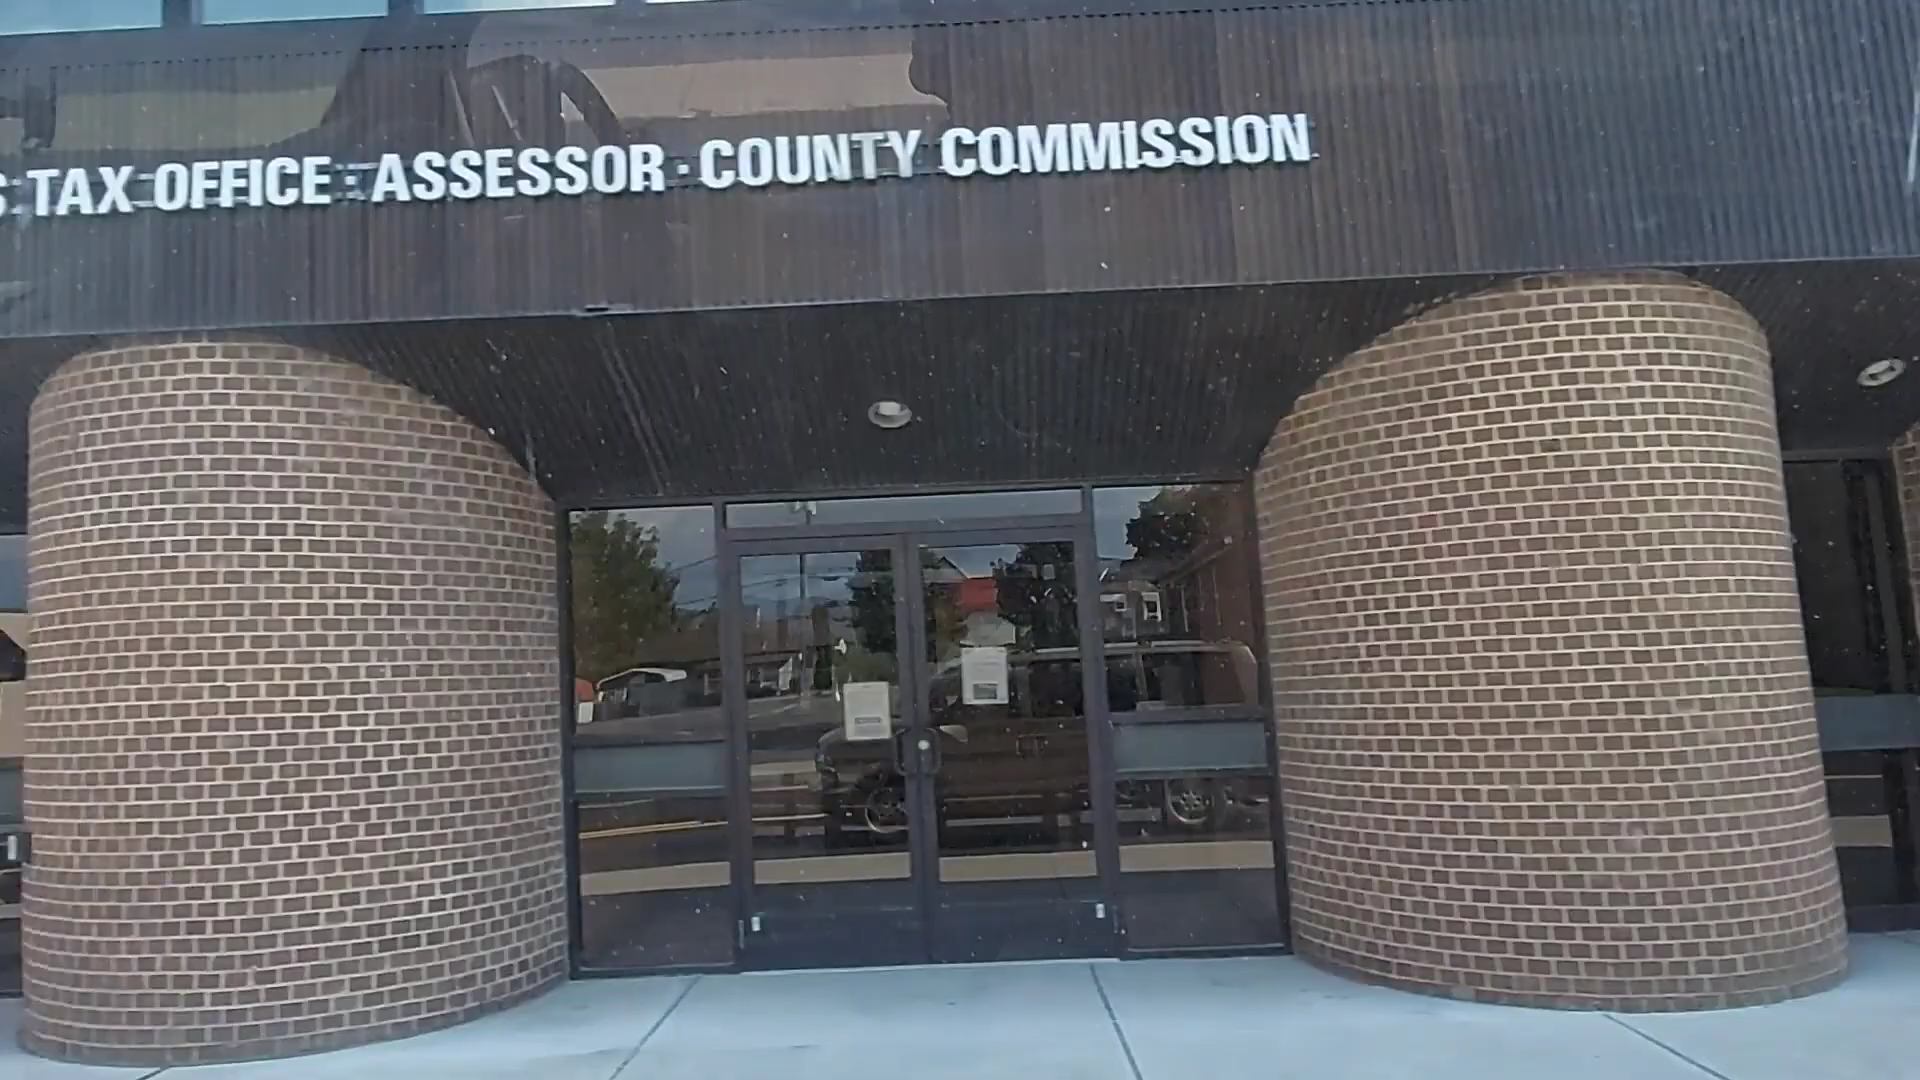 S · TAX OFFICE · ASSESSOR · COUNTY COMMISSION